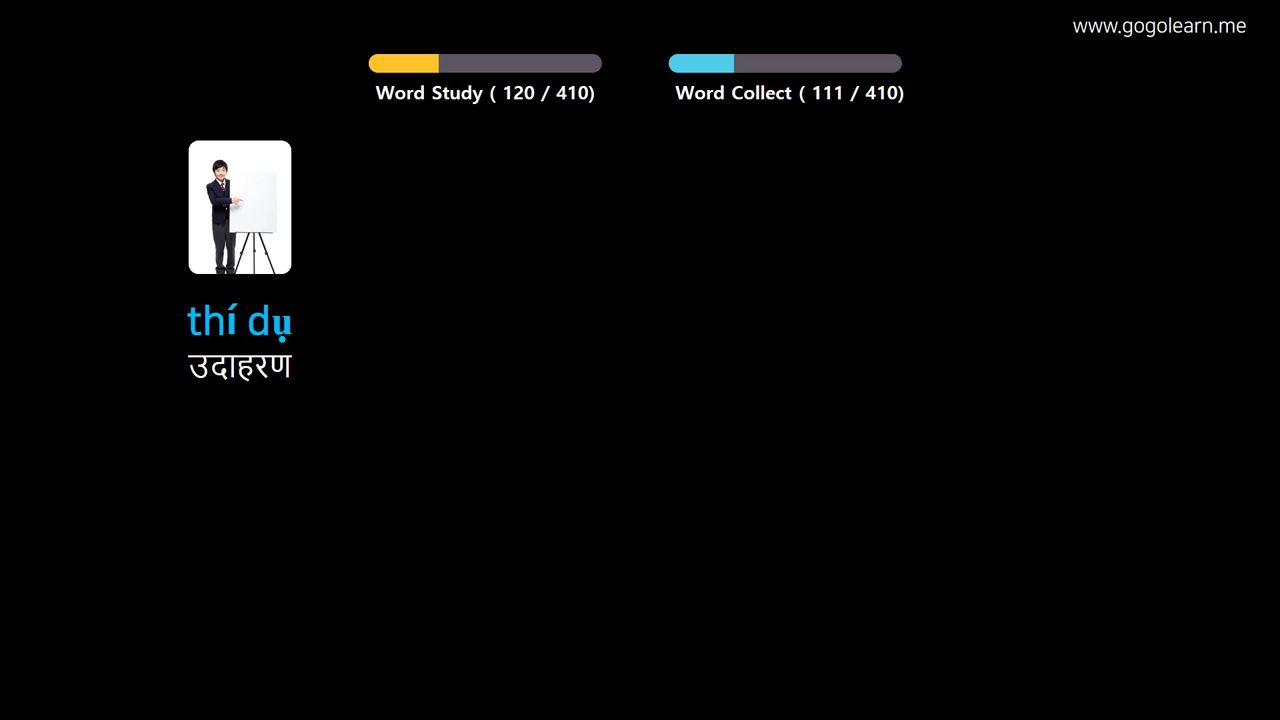 www.gogolearn.me
Word Study ( 120 / 410)
Word Collect ( 111 / 410)
thí dụ
उदाहरण